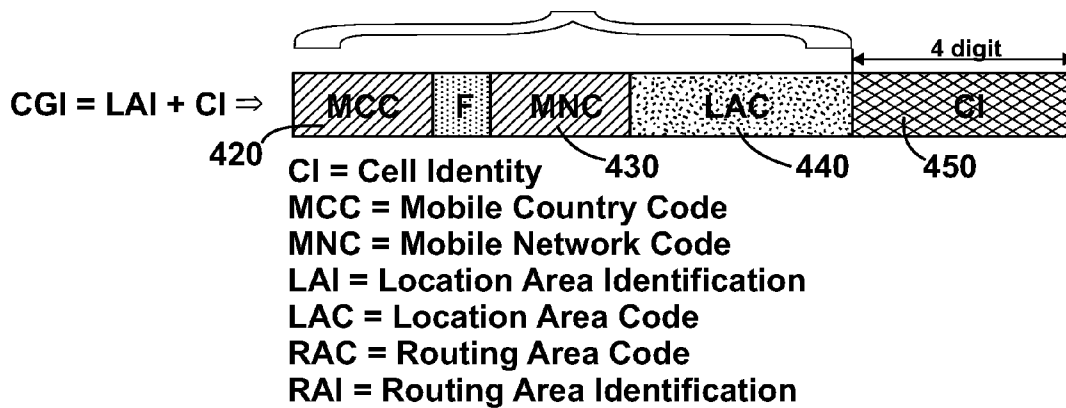 4 digit
CGI = LAI + CI ⇒ MCC F MNC LAC CI
420 430 440 450
CI = Cell Identity
MCC = Mobile Country Code
MNC = Mobile Network Code
LAI = Location Area Identification
LAC = Location Area Code
RAC = Routing Area Code
RAI = Routing Area Identification